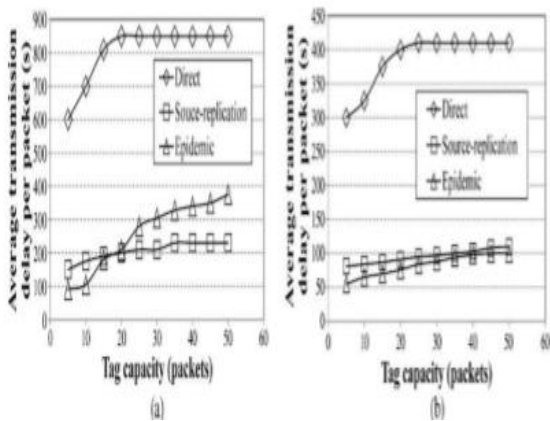 Average transmission
delay per packet (s)
900
800
700
600
500
400
300
200
100
0
Direct
Souce-replication
Epidemic
0 10 20 30 40 50 60
Tag capacity (packets)
(a)
Average transmission
delay per packet (s)
450
400
350
300
250
200
150
100
50
0
Direct
Source-replication
Epidemic
0 10 20 30 40 50 60
Tag capacity (packets)
(b)